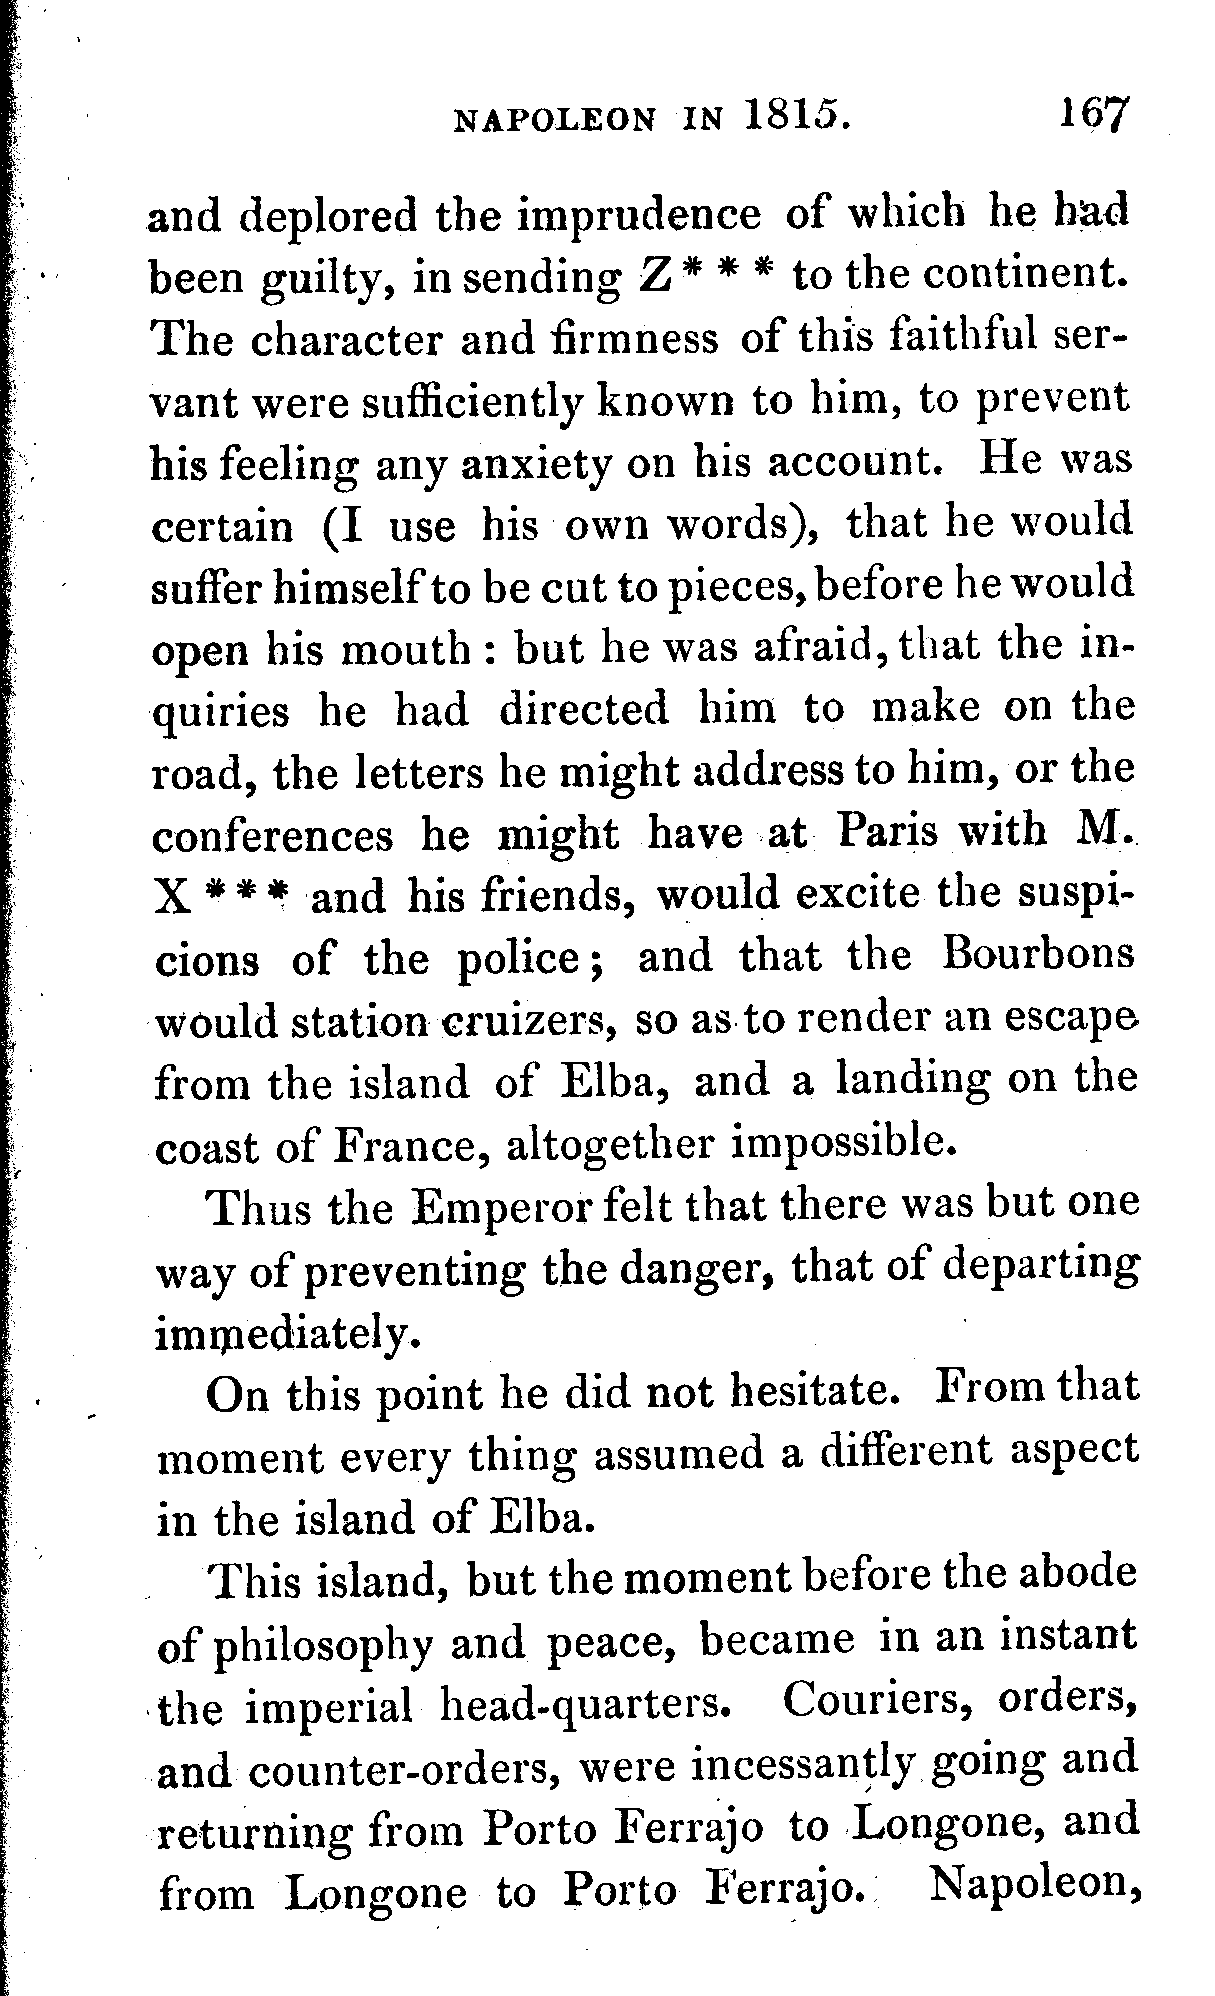 NAPOLEON IN 1815. 167
and deplored the imprudence of which he had
been guilty, in sending Z * * * to the continent.
The character and firmness of this faithful ser-
vant were sufficiently known to him, to prevent
his feeling any anxiety on his account. He was
certain (I use his own words), that he would
suffer himself to be cut to pieces, before he would
open his mouth : but he was afraid, that the in-
quiries he had directed him to make on the
road, the letters he might address to him, or the
conferences he might have at Paris with M.
X * * * and his friends, would excite the suspi-
cions of the police ; and that the Bourbons
would station cruizers, so as to render an escape
from the island of Elba, and a landing on the
coast of France, altogether impossible.
Thus the Emperor felt that there was but one
way of preventing the danger, that of departing
immediately.
On this point he did not hesitate. From that
moment every thing assumed a different aspect
in the island of Elba.
This island, but the moment before the abode
of philosophy and peace, became in an instant
the imperial head-quarters. Couriers, orders,
and counter-orders, were incessantly going and
returning from Porto Ferrajo to Longone, and
from Longone to Porto Ferrajo. Napoleon,